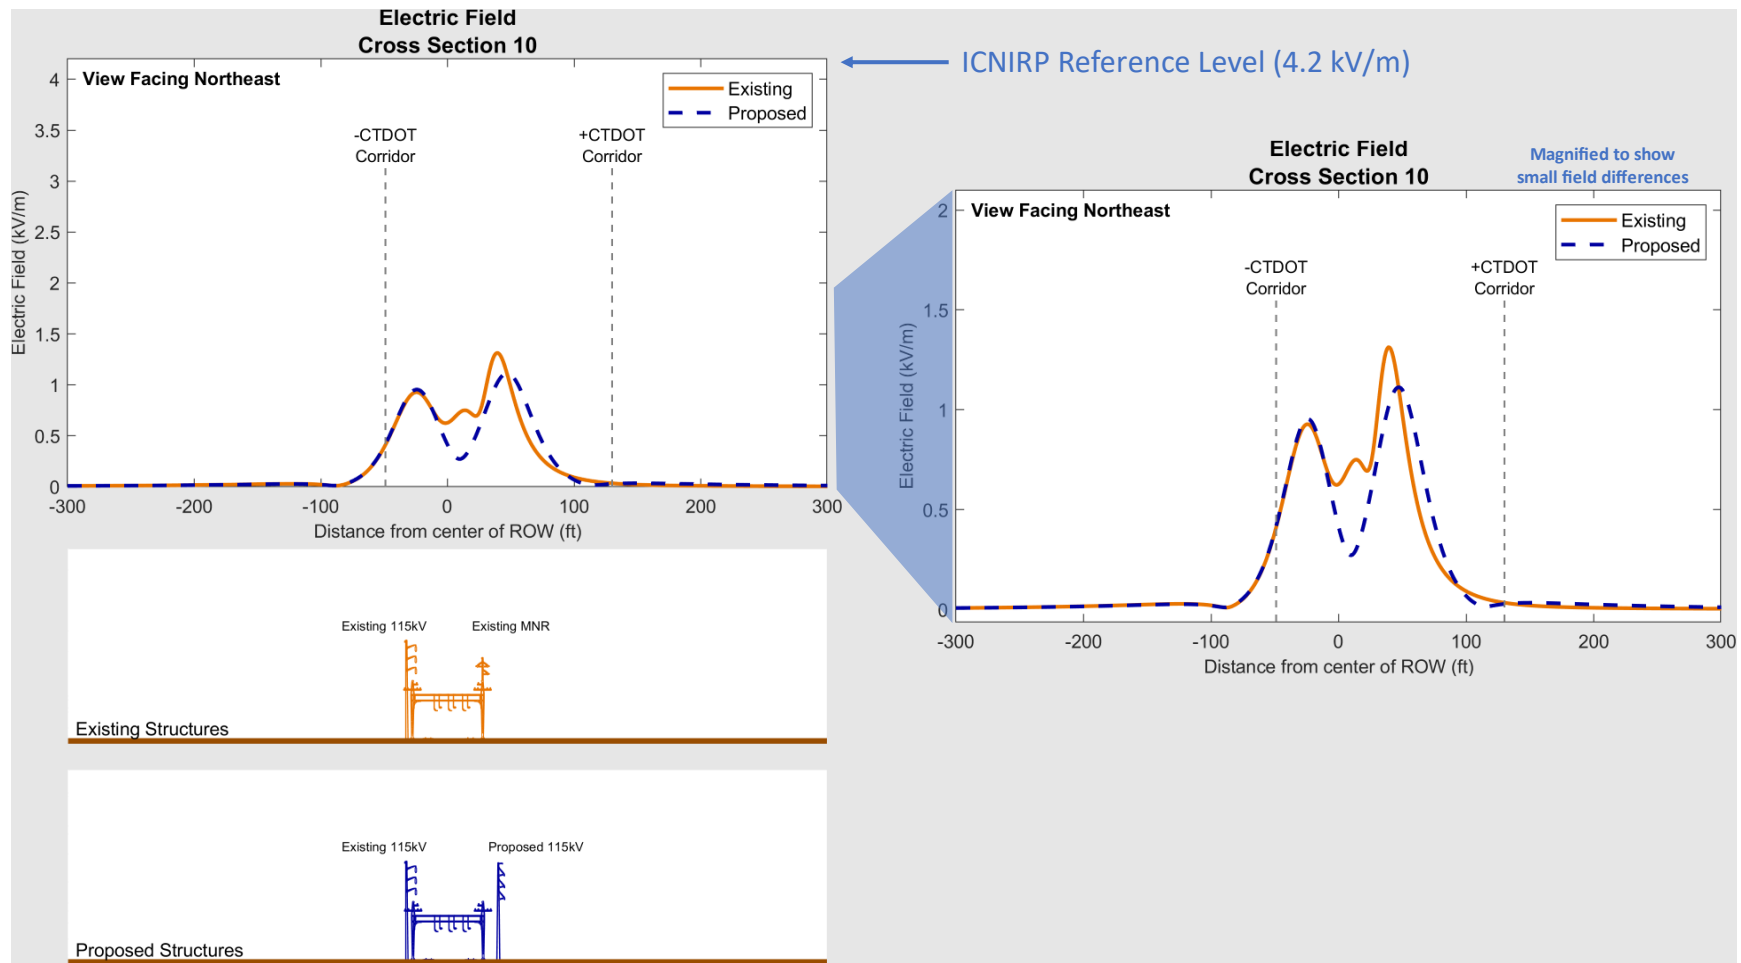 Electric Field
Cross Section 10
ICNIRP Reference Level (4.2 kV/m)
View Facing Northeast
Existing
Proposed
-CTDOT
Corridor
+CTDOT
Corridor
4
3.5
3
2.5
2
1.5
1
0.5
0
Electric Field (kV/m)
-300 -200 -100 0 100 200 300
Distance from center of ROW (ft)
Electric Field
Cross Section 10
Magnified to show
small field differences
View Facing Northeast
Existing
Proposed
-CTDOT
Corridor
+CTDOT
Corridor
2
1.5
1
0.5
0
Electric Field (kV/m)
-300 -200 -100 0 100 200 300
Distance from center of ROW (ft)
Existing 115kV Existing MNR
Existing Structures
Existing 115kV Proposed 115kV
Proposed Structures